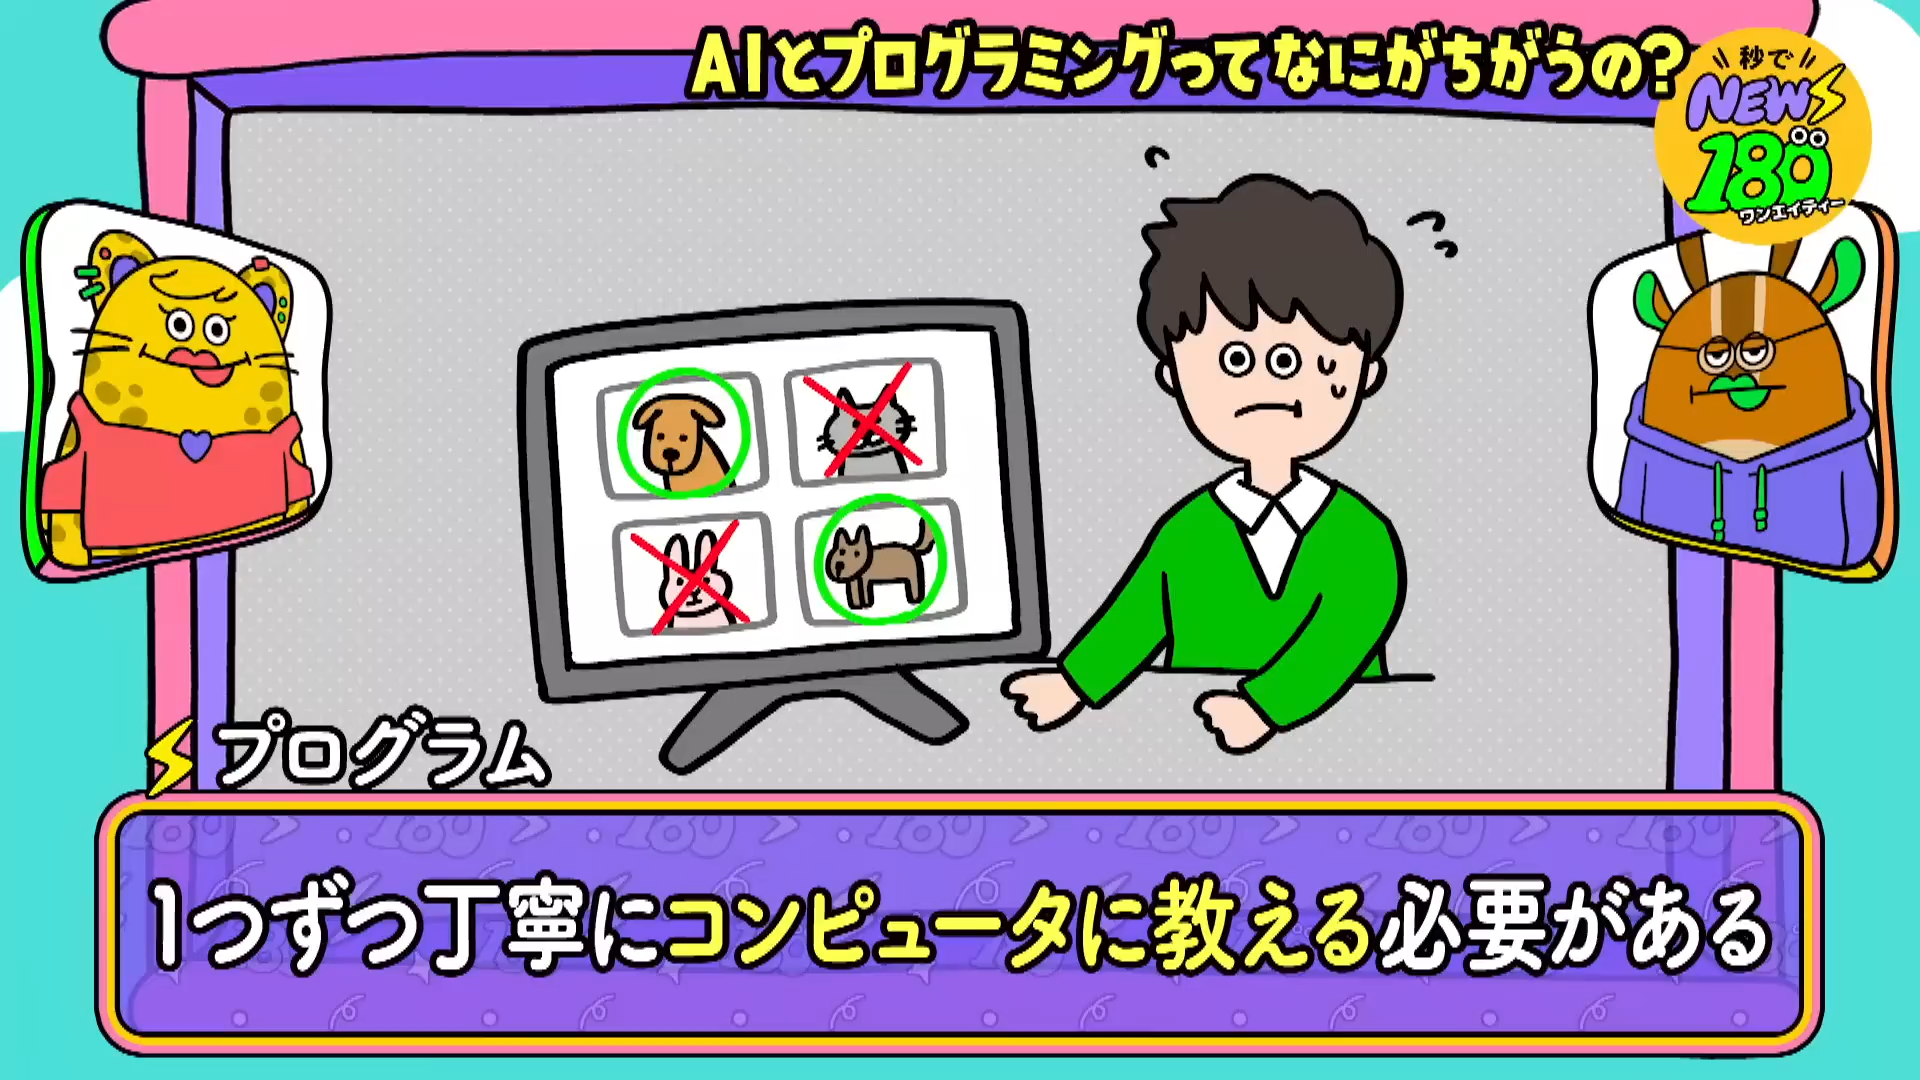 AIとプログラミングってなにがちがうの?
秒で
NEWS
180
ワンエイティー
プログラム
1つずつ丁寧にコンピュータに教える必要がある